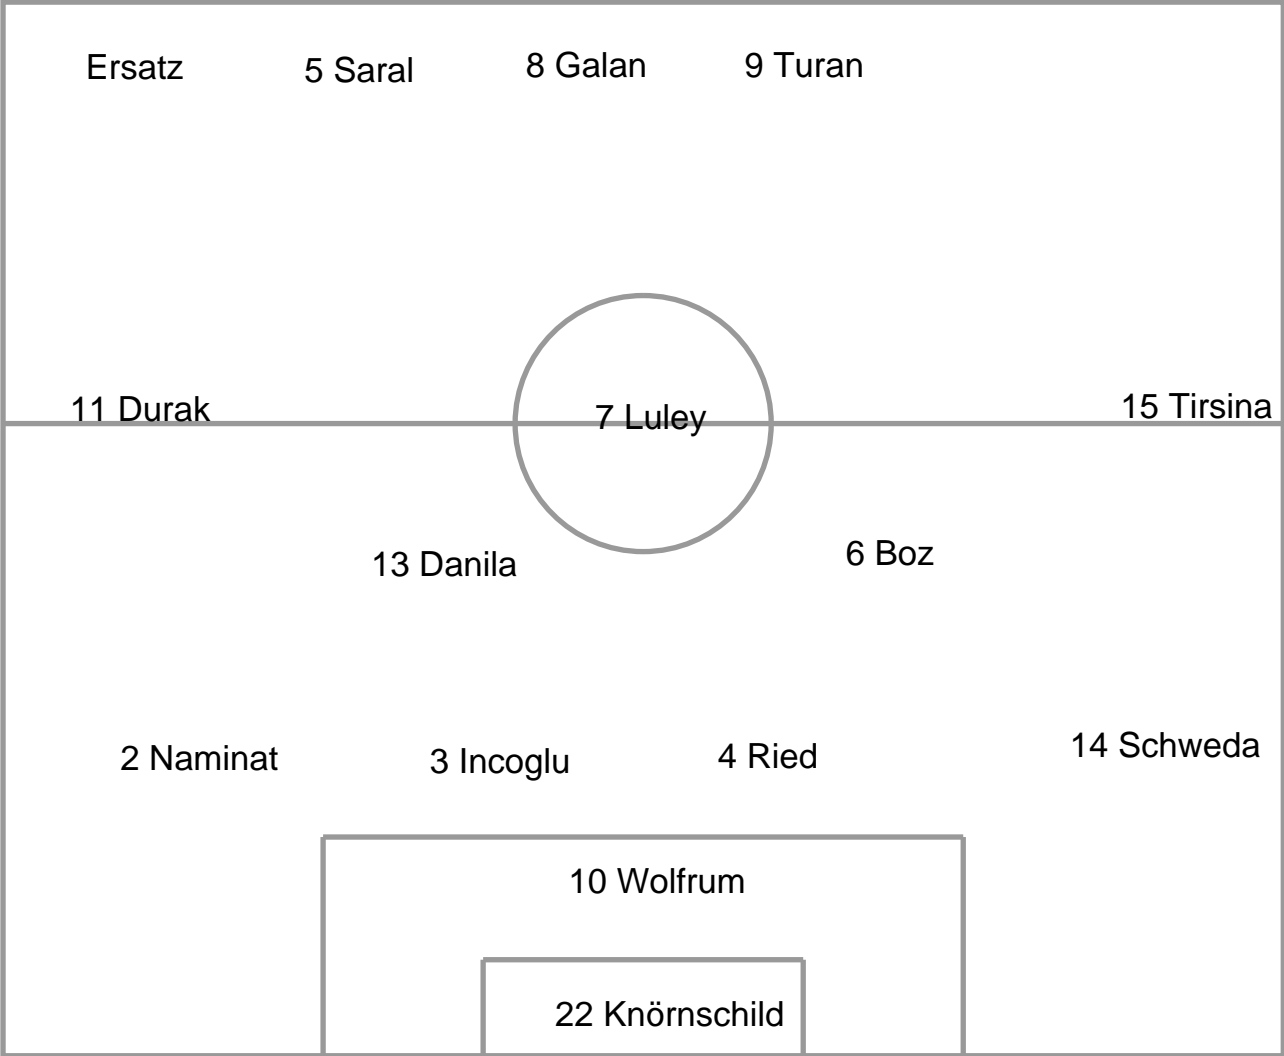 Ersatz 5 Saral 8 Galan 9 Turan
11 Durak 7 Luley 15 Tirsina
13 Danila 6 Boz
2 Naminat 3 Incoglu 4 Ried 14 Schweda
10 Wolfrum
22 Knörnschild